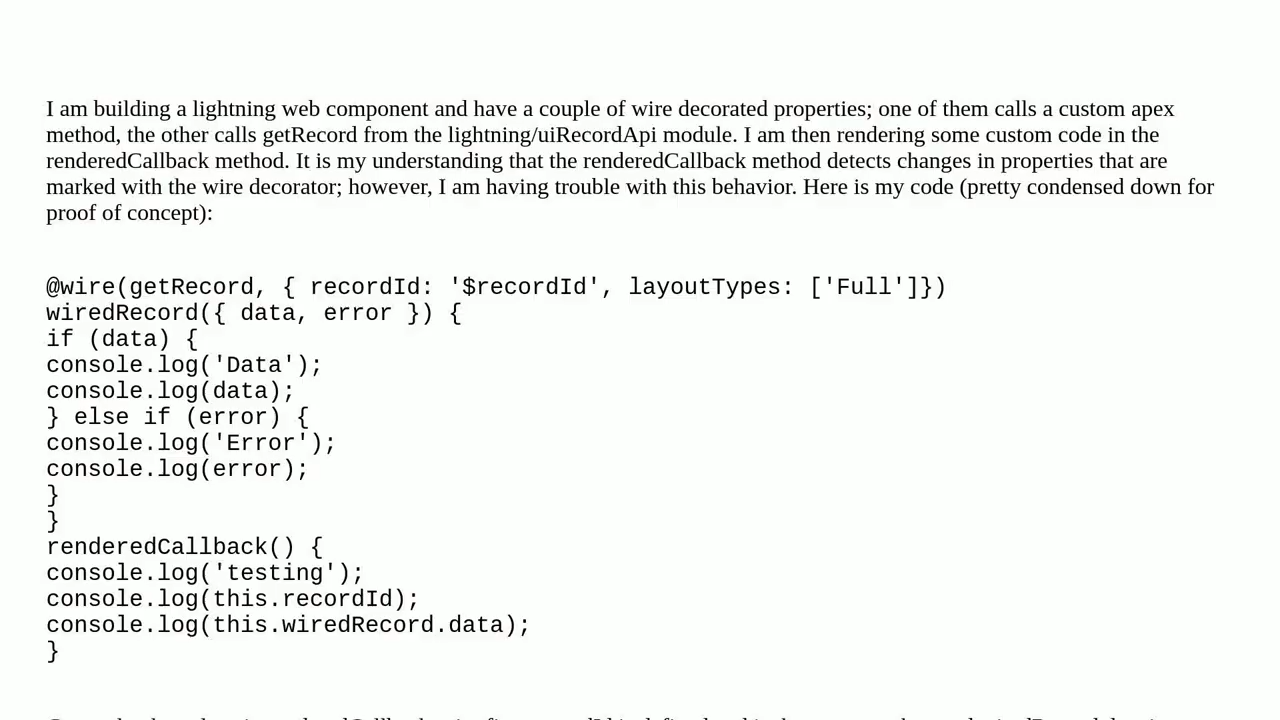 I am building a lightning web component and have a couple of wire decorated properties; one of them calls a custom apex
method, the other calls getRecord from the lightning/uiRecordApi module. I am then rendering some custom code in the
renderedCallback method. It is my understanding that the renderedCallback method detects changes in properties that are
marked with the wire decorator; however, I am having trouble with this behavior. Here is my code (pretty condensed down for
proof of concept):
@wire(getRecord, { recordId: '$recordId', layoutTypes: ['Full']})
wiredRecord({ data, error }) {
if (data) {
console.log('Data');
console.log(data);
} else if (error) {
console.log('Error');
console.log(error);
}
}
renderedCallback() {
console.log('testing');
console.log(this.recordId);
console.log(this.wiredRecord.data);
}